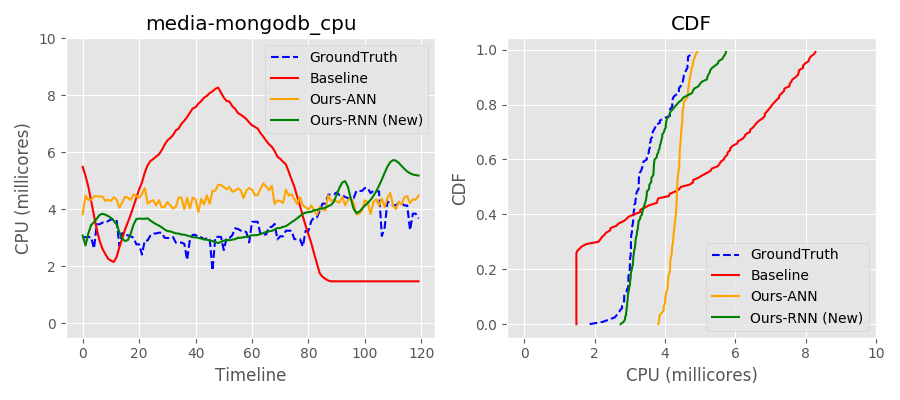 media-mongodb_cpu
CPU (millicores)
10
8
6
4
2
0
GroundTruth
Baseline
Ours-ANN
Ours-RNN (New)
0 20 40 60 80 100 120
Timeline
CDF
CDF
1.0
0.8
0.6
0.4
0.2
0.0
GroundTruth
Baseline
Ours-ANN
Ours-RNN (New)
0 2 4 6 8 10
CPU (millicores)